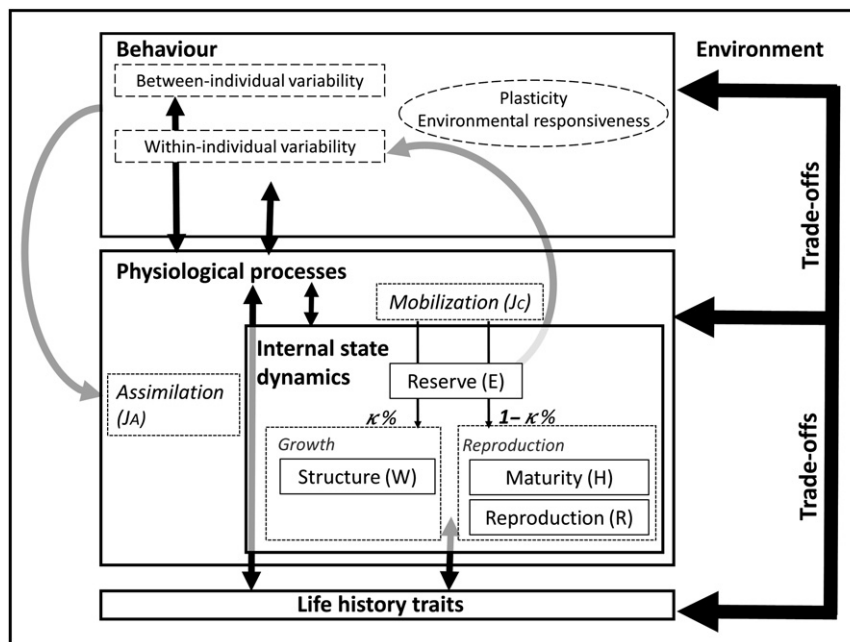 Behaviour
Environment
Between-individual variability
Plasticity
Environmental responsiveness
Within-individual variability
Trade-offs
Physiological processes
Mobilization (JC)
Internal state
dynamics
Reserve (E)
Assimilation
(JA)
κ%
1– κ%
Growth
Reproduction
Structure (W)
Maturity (H)
Reproduction (R)
Trade-offs
Life history traits